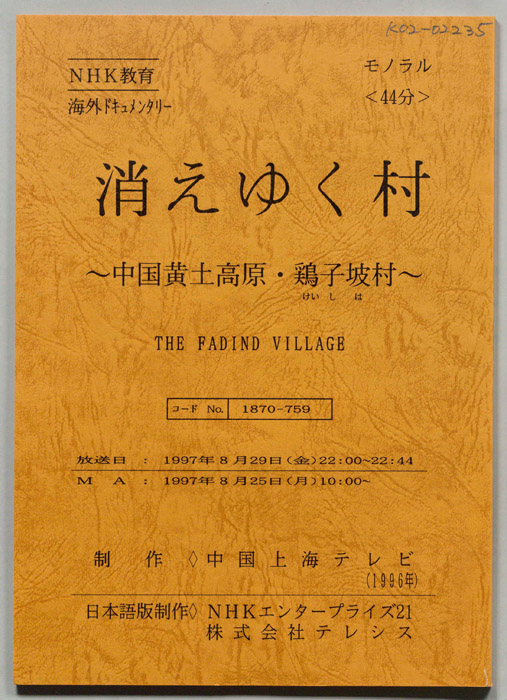 K02-02235
NHK教育
モノラル
海外ドキュメンタリー
<44分>
消えゆく村
～中国黄土高原・鶏子坡村～
けいしは
THE FADIND VILLAGE
コード No. 1870-759
放送日 : 1997年8月29日(金)22:00~22:44
MA : 1997年8月25日(月)10:00~
制作◇中国上海テレビ
(1996年)
日本語版制作◇NHKエンタープライズ21
株式会社テレシス